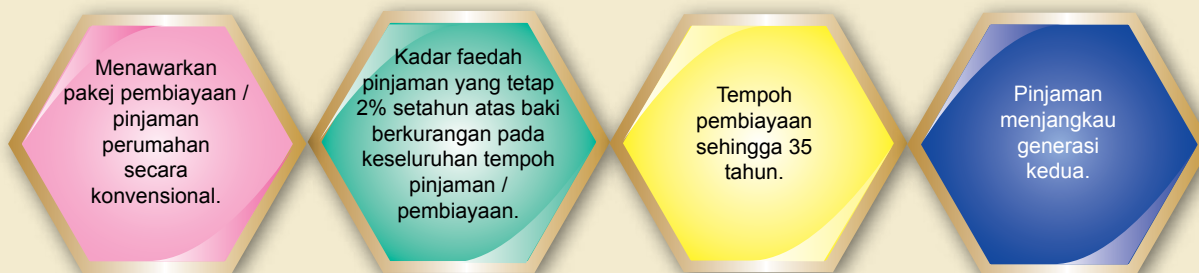 Menawarkan
pakej pembiayaan /
pinjaman
perumahan
secara
konvensional.
Kadar faedah
pinjaman yang tetap
2% setahun atas baki
berkurangan pada
keseluruhan tempoh
pinjaman /
pembiayaan.
Tempoh
pembiayaan
sehingga 35
tahun.
Pinjaman
menjangkau
generasi
kedua.